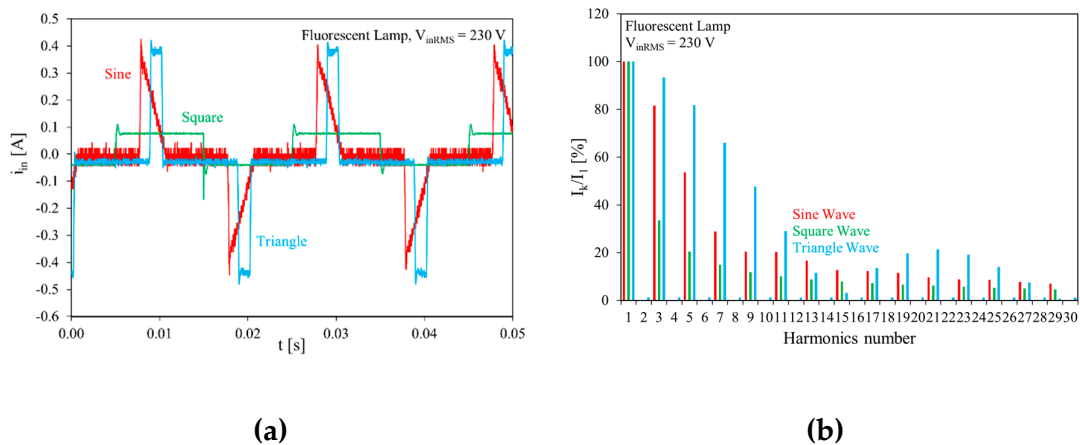 0.5
0.4
0.3
0.2
0.1
0.0
-0.1
-0.2
-0.3
-0.4
-0.5
-0.6
i_in [A]
Fluorescent Lamp, V_inRMS = 230 V
Sine
Square
Triangle
0.00 0.01 0.02 0.03 0.04 0.05
t [s]
(a)
120
100
80
60
40
20
0
I_k/I_1 [%]
Fluorescent Lamp
V_inRMS = 230 V
Sine Wave
Square Wave
Triangle Wave
1 2 3 4 5 6 7 8 9 10 11 12 13 14 15 16 17 18 19 20 21 22 23 24 25 26 27 28 29 30
Harmonics number
(b)